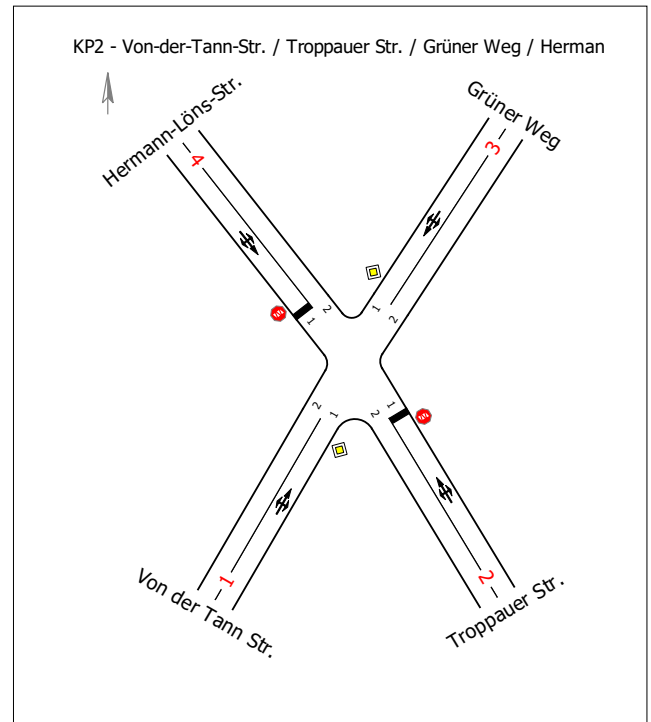 KP2 - Von-der-Tann-Str. / Troppauer Str. / Grüner Weg / Herman
Hermann-Löns-Str.
Grüner Weg
4
3
2
1
1
2
2
1
2
1
1
2
Von der Tann Str.
Troppauer Str.